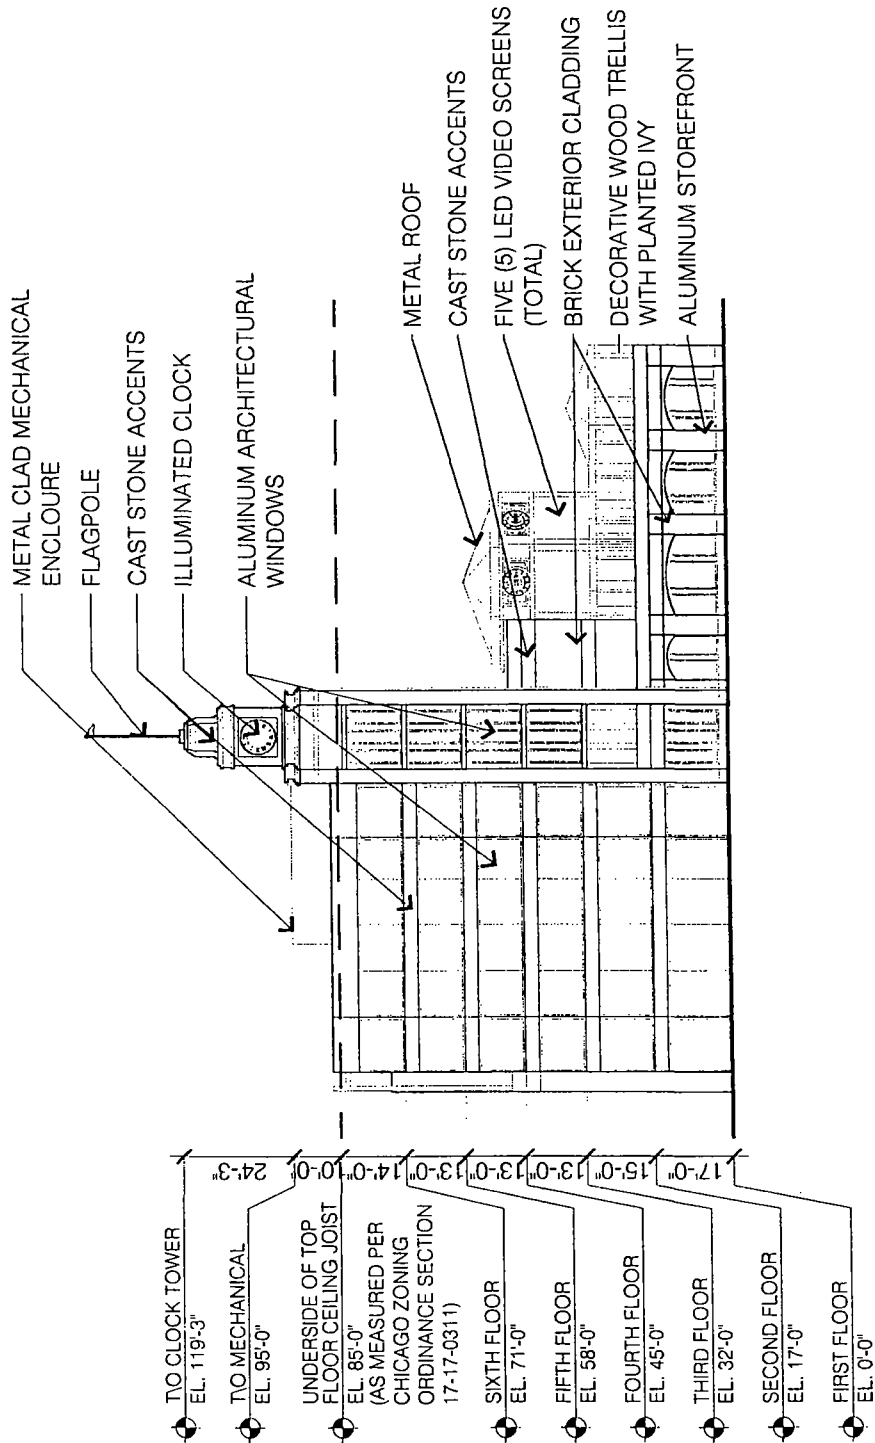 METAL CLAD MECHANICAL
ENCLOURE
FLAGPOLE
CAST STONE ACCENTS
ILLUMINATED CLOCK
ALUMINUM ARCHITECTURAL
WINDOWS
METAL ROOF
CAST STONE ACCENTS
FIVE (5) LED VIDEO SCREENS
(TOTAL)
BRICK EXTERIOR CLADDING
DECORATIVE WOOD TRELLIS
WITH PLANTED IVY
ALUMINUM STOREFRONT
T\O CLOCK TOWER
EL. 119'-3"
T\O MECHANICAL
EL. 95'-0"
UNDERSIDE OF TOP
FLOOR CEILING JOIST
EL. 85'-0"
(AS MEASURED PER
CHICAGO ZONING
ORDINANCE SECTION
17-17-0311)
SIXTH FLOOR
EL. 71'-0"
FIFTH FLOOR
EL. 58'-0"
FOURTH FLOOR
EL. 45'-0"
THIRD FLOOR
EL. 32'-0"
SECOND FLOOR
EL. 17'-0"
FIRST FLOOR
EL. 0'-0"
24'-3"
10'-0"
14'-0"
13'-0"
13'-0"
13'-0"
15'-0"
17'-0"